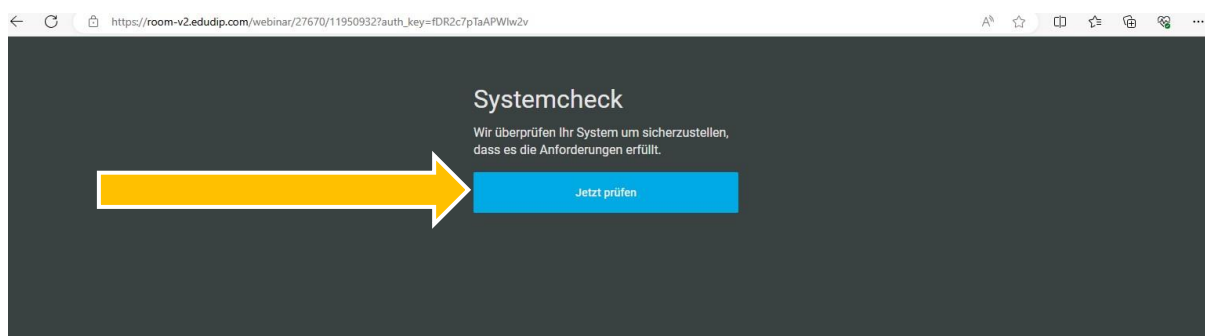 https://room-v2.edudip.com/webinar/27670/11950932?auth_key=fDR2c7pTaAPWlw2v
Systemcheck
Wir überprüfen Ihr System um sicherzustellen,
dass es die Anforderungen erfüllt.
Jetzt prüfen